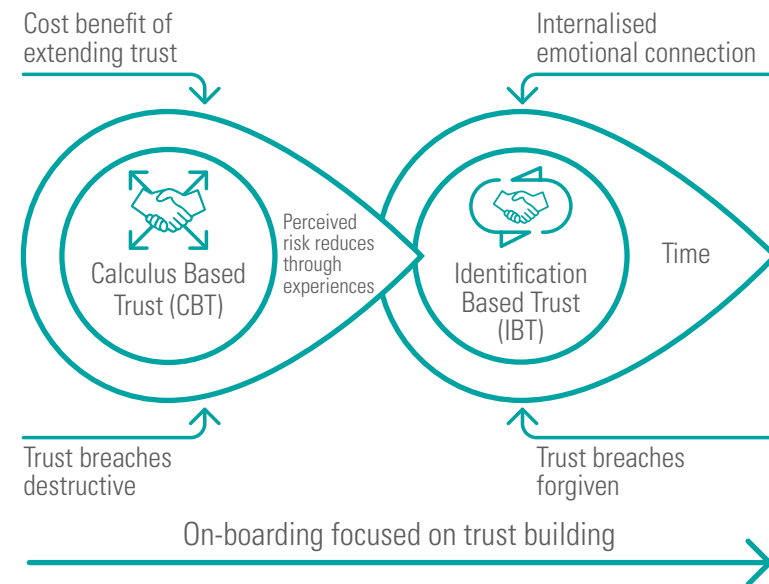 Cost benefit of
extending trust
Internalised
emotional connection
Calculus Based
Trust (CBT)
Perceived
risk reduces
through
experiences
Identification
Based Trust
(IBT)
Time
Trust breaches
destructive
Trust breaches
forgiven
On-boarding focused on trust building